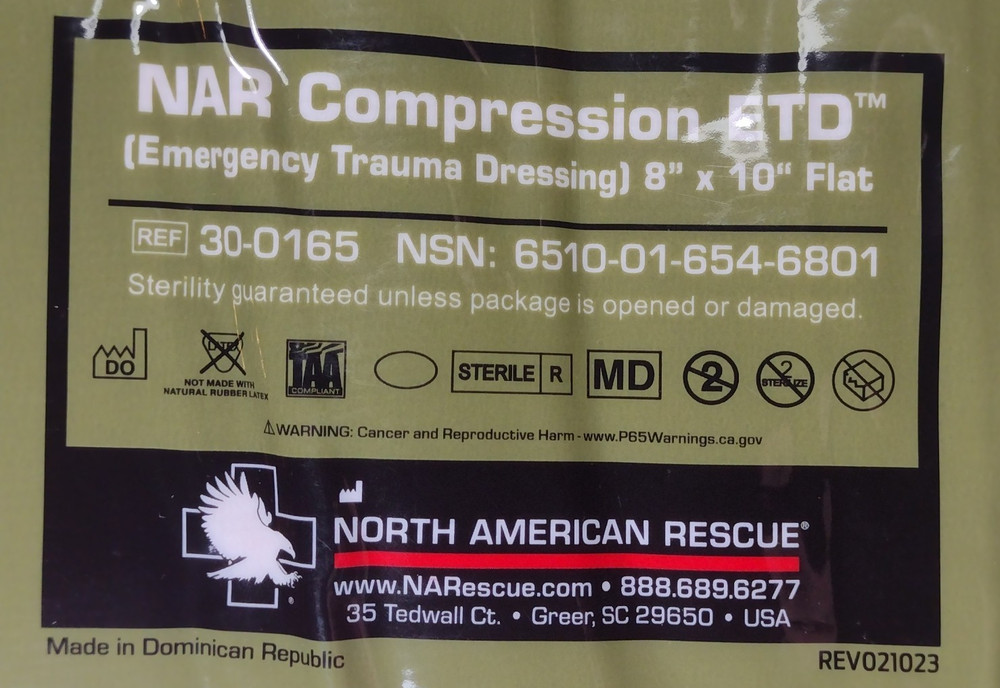 NAR Compression ETD™
(Emergency Trauma Dressing) 8” x 10“ Flat
REF 30-0165 NSN: 6510-01-654-6801
Sterility guaranteed unless package is opened or damaged.
DO
LATEX
NOT MADE WITH
NATURAL RUBBER LATEX
TAA
COMPLIANT
STERILE R
MD
2
2
STERILIZE
⚠WARNING: Cancer and Reproductive Harm - www.P65Warnings.ca.gov
NORTH AMERICAN RESCUE®
www.NARescue.com • 888.689.6277
35 Tedwall Ct. • Greer, SC 29650 • USA
®
Made in Dominican Republic
REV021023